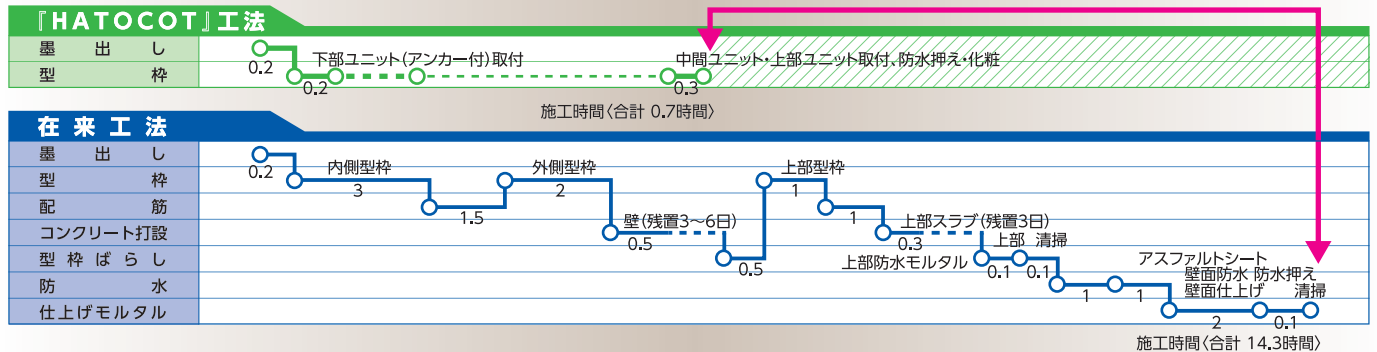 『HATOCOT』工法
墨出し
0.2
型枠
下部ユニット(アンカー付)取付
0.2
中間ユニット・上部ユニット取付、防水押え・化粧
0.3
施工時間〈合計 0.7時間〉
在来工法
墨出し
0.2
型枠
内側型枠
3
外側型枠
2
上部型枠
1
配筋
1.5
1
コンクリート打設
壁(残置3〜6日)
0.5
上部スラブ(残置3日)
0.3
型枠ばらし
0.5
上部
0.1
清掃
0.1
防水
上部防水モルタル
1
アスファルトシート
1
仕上げモルタル
壁面防水 防水押え
壁面仕上げ
2
清掃
0.1
施工時間〈合計 14.3時間〉